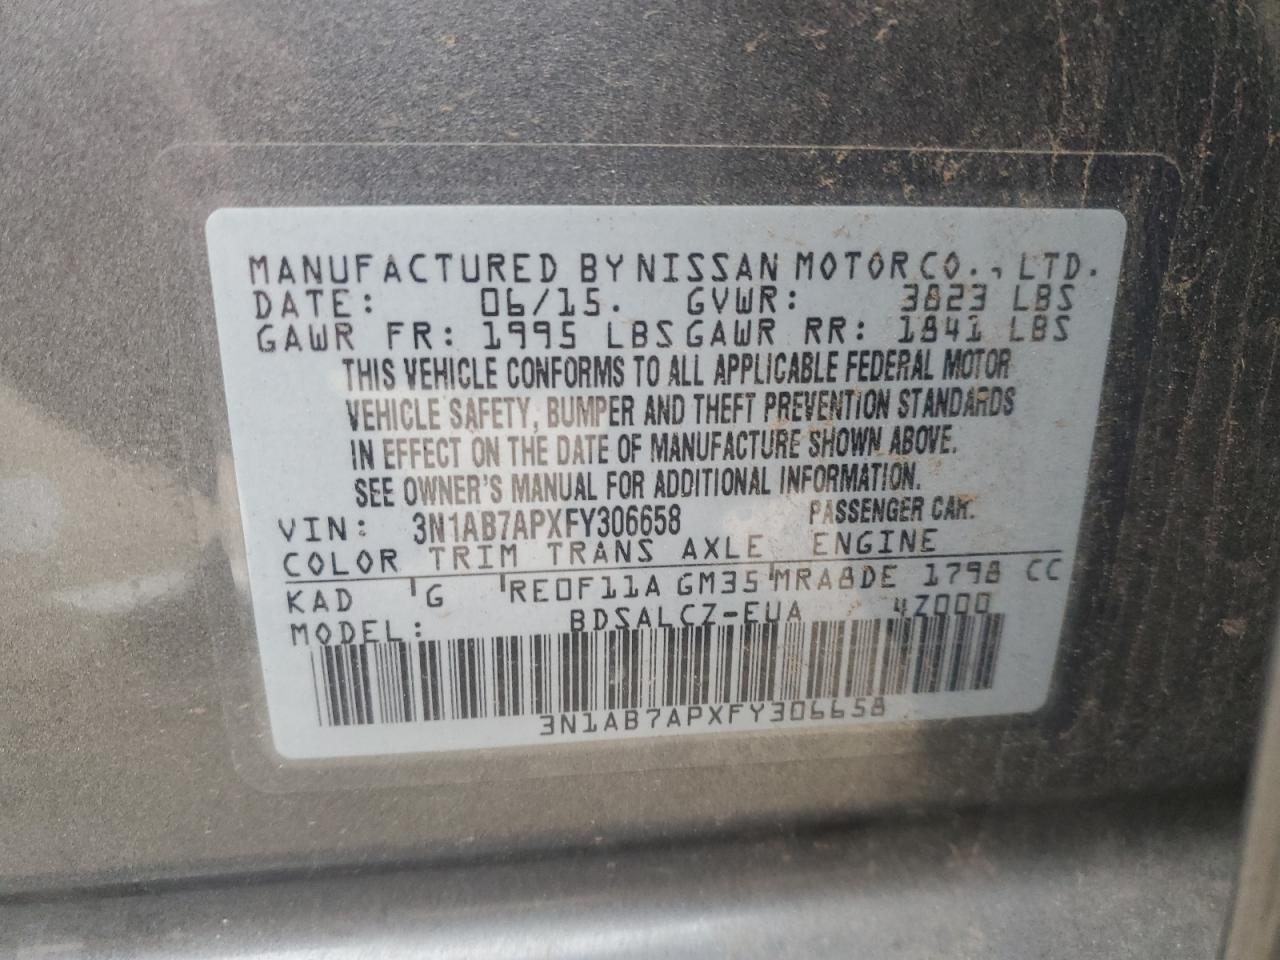 MANUFACTURED BY NISSAN MOTOR CO., LTD.
DATE: 06/15. GVWR: 3823 LBS
GAWR FR: 1995 LBS GAWR RR: 1841 LBS
THIS VEHICLE CONFORMS TO ALL APPLICABLE FEDERAL MOTOR
VEHICLE SAFETY, BUMPER AND THEFT PREVENTION STANDARDS
IN EFFECT ON THE DATE OF MANUFACTURE SHOWN ABOVE.
SEE OWNER'S MANUAL FOR ADDITIONAL INFORMATION.
VIN: 3N1AB7APXFY306658 PASSENGER CAR.
COLOR TRIM TRANS AXLE ENGINE
KAD G RE0F11A GM35 MRA8DE 1798 CC
MODEL: BDSALCZ-EUA 4Z000
3N1AB7APXFY306658